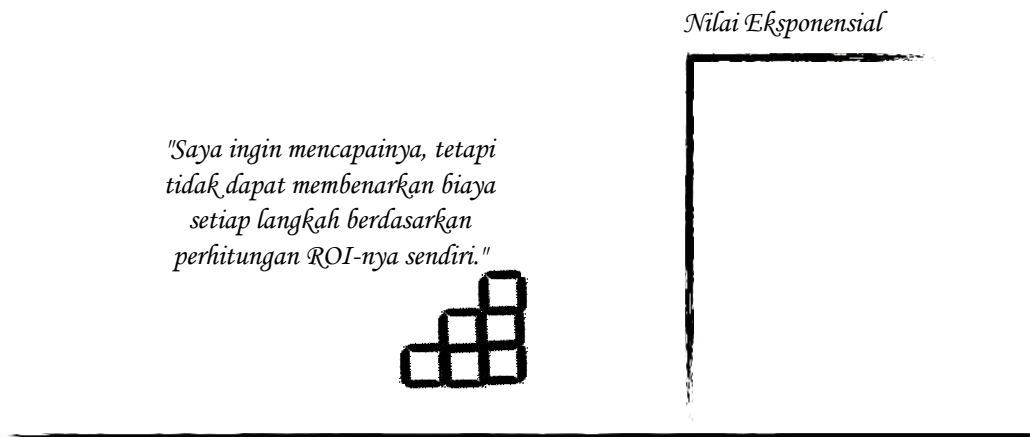 Nilai Eksponensial
"Saya ingin mencapainya, tetapi
tidak dapat membenarkan biaya
setiap langkah berdasarkan
perhitungan ROI-nya sendiri."